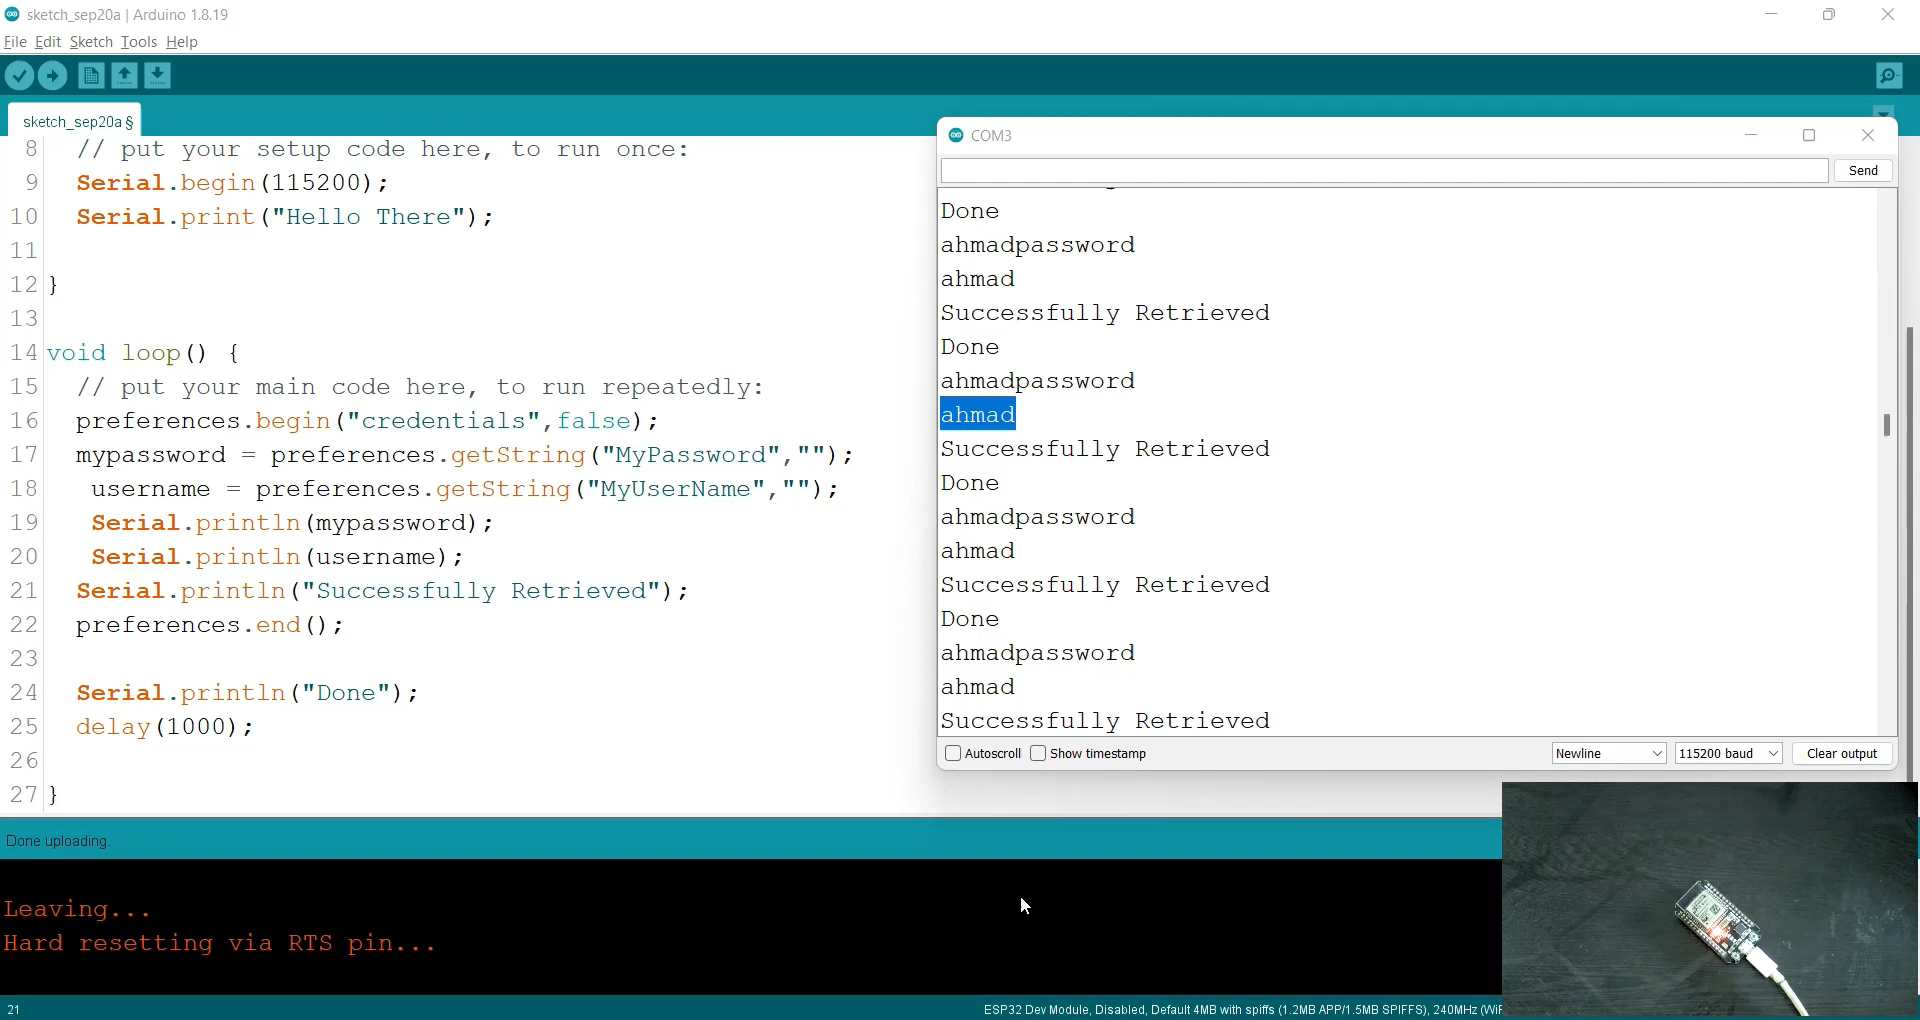 sketch_sep20a | Arduino 1.8.19
File Edit Sketch Tools Help
sketch_sep20a §
8 // put your setup code here, to run once:
9 Serial.begin(115200);
10 Serial.print("Hello There");
11
12 }
13
14 void loop() {
15 // put your main code here, to run repeatedly:
16 preferences.begin("credentials",false);
17 mypassword = preferences.getString("MyPassword","");
18 username = preferences.getString("MyUserName","");
19 Serial.println(mypassword);
20 Serial.println(username);
21 Serial.println("Successfully Retrieved");
22 preferences.end();
23
24 Serial.println("Done");
25 delay(1000);
26
27 }
COM3
Send
Done
ahmadpassword
ahmad
Successfully Retrieved
Done
ahmadpassword
ahmad
Successfully Retrieved
Done
ahmadpassword
ahmad
Successfully Retrieved
Done
ahmadpassword
ahmad
Successfully Retrieved
Autoscroll Show timestamp Newline 115200 baud Clear output
Done uploading.
Leaving...
Hard resetting via RTS pin...
21 ESP32 Dev Module, Disabled, Default 4MB with spiffs (1.2MB APP/1.5MB SPIFFS), 240MHz